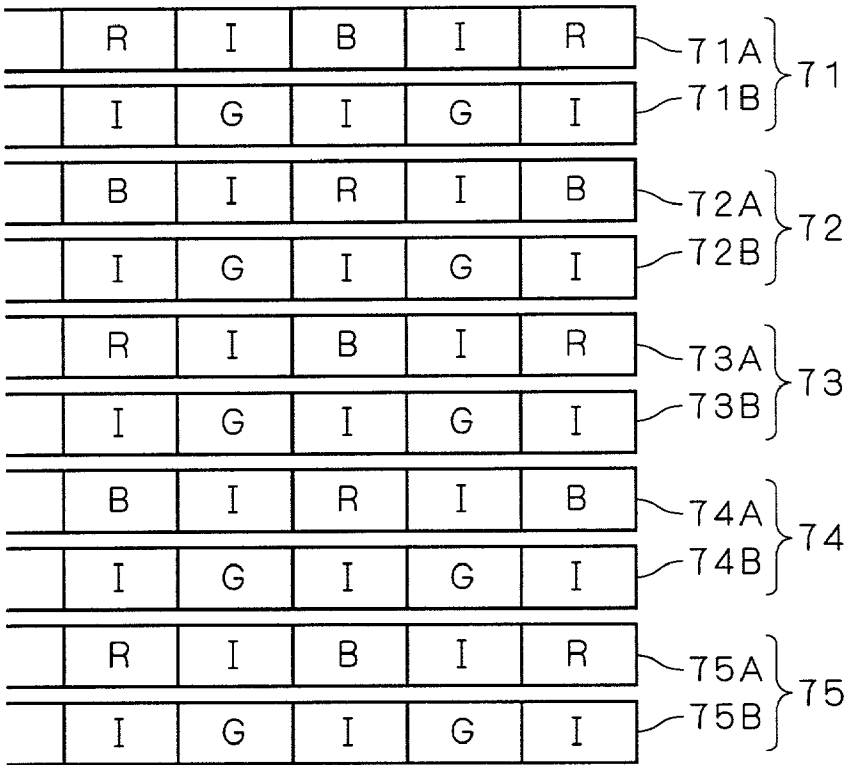 R I B I R 71A
71
I G I G I 71B
B I R I B 72A
72
I G I G I 72B
R I B I R 73A
73
I G I G I 73B
B I R I B 74A
74
I G I G I 74B
R I B I R 75A
75
I G I G I 75B